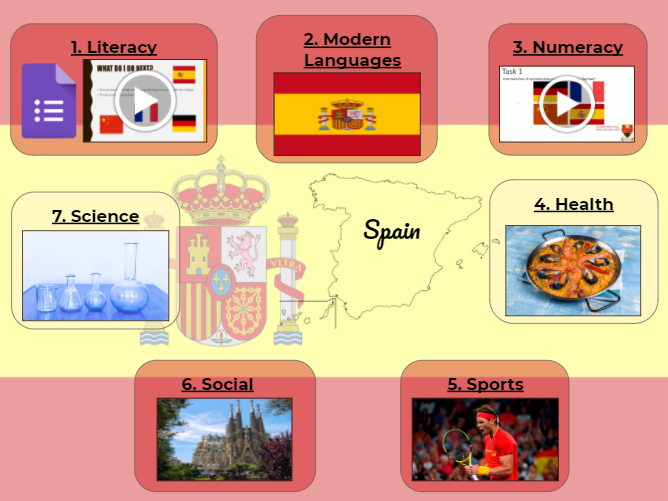 1. Literacy
WHAT DO I DO NEXT?
2. Modern
Languages
3. Numeracy
Task 1
7. Science
Spain
4. Health
VLTRA
6. Social
5. Sports